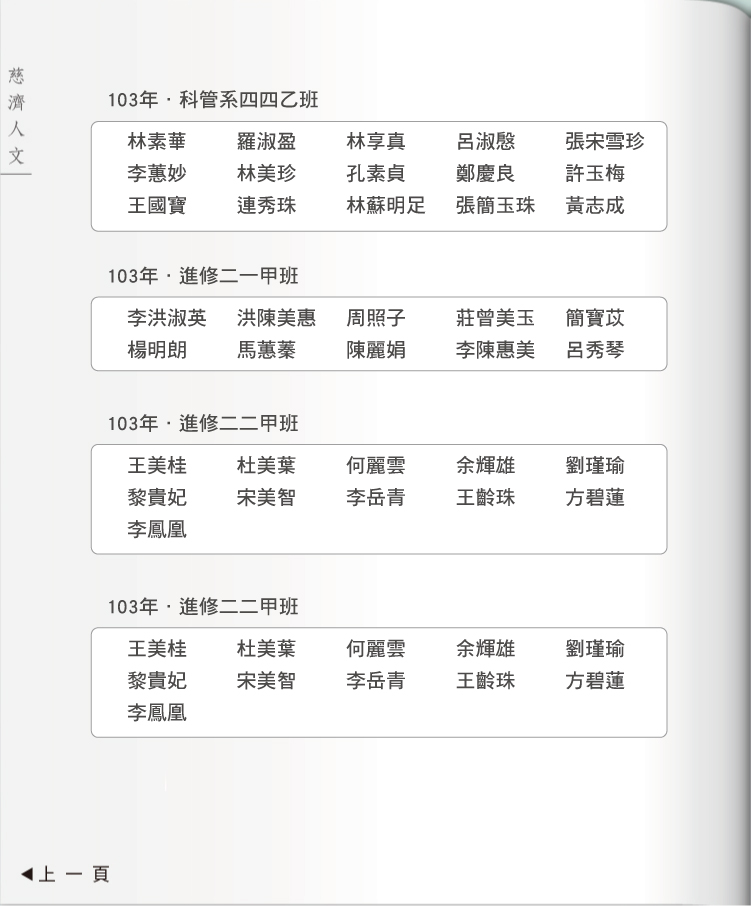 慈濟人文
103年·科管系四四乙班
林素華 羅淑盈 林享真 呂淑慇 張宋雪珍
李蕙妙 林美珍 孔素貞 鄭慶良 許玉梅
王國寶 連秀珠 林蘇明足 張簡玉珠 黃志成
103年·進修二一甲班
李洪淑英 洪陳美惠 周照子 莊曾美玉 簡寶苡
楊明朗 馬蕙蓁 陳麗娟 李陳惠美 呂秀琴
103年·進修二二甲班
王美桂 杜美葉 何麗雲 余輝雄 劉瑾瑜
黎貴妃 宋美智 李岳青 王齡珠 方碧蓮
李鳳凰
103年·進修二二甲班
王美桂 杜美葉 何麗雲 余輝雄 劉瑾瑜
黎貴妃 宋美智 李岳青 王齡珠 方碧蓮
李鳳凰
◀上一頁